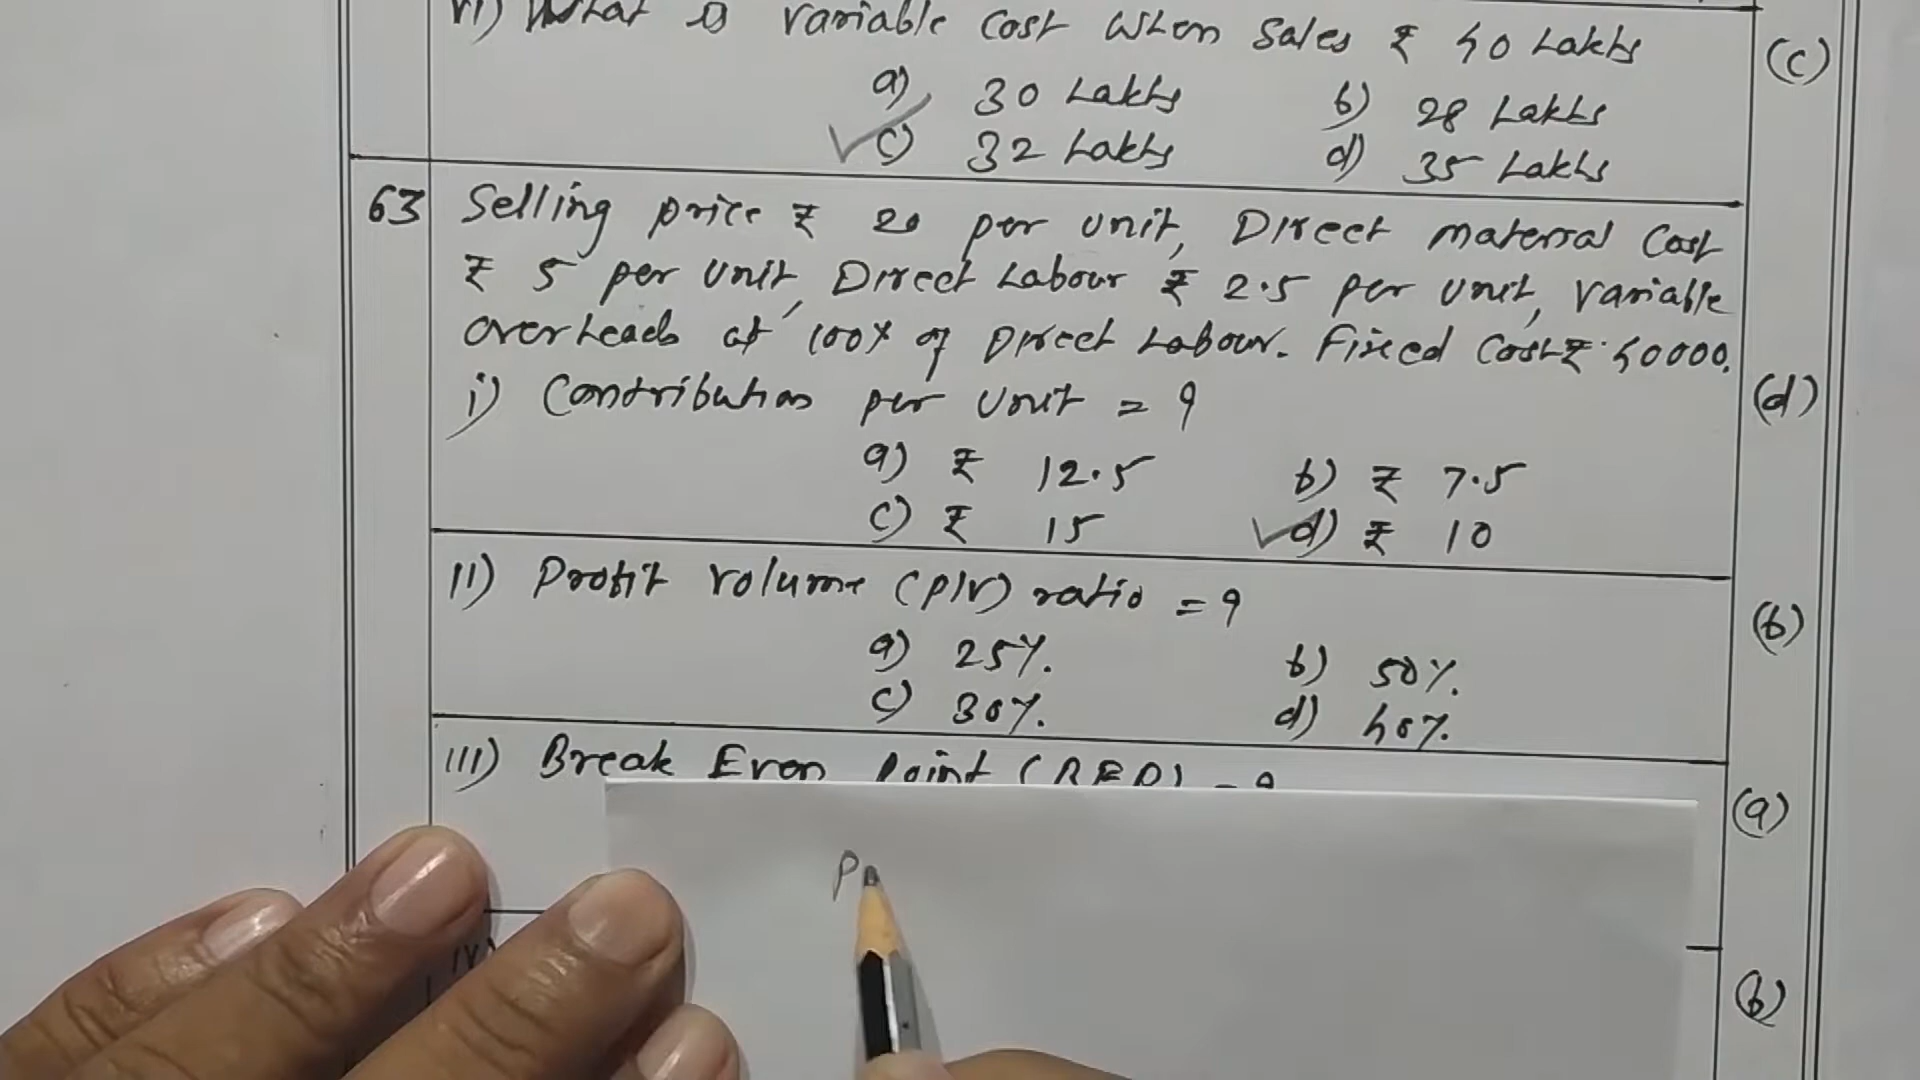 vi) What is variable cost when sales ₹ 40 Lakhs (c)
a) 30 Lakhs b) 28 Lakhs
c) 32 Lakhs d) 35 Lakhs
63 Selling price ₹ 20 per unit, Direct material cost
₹ 5 per unit, Direct Labour ₹ 2.5 per unit, variable
overheads at 100% of Direct Labour. Fixed cost ₹. 40000.
i) Contribution per unit = ? (d)
a) ₹ 12.5 b) ₹ 7.5
c) ₹ 15 d) ₹ 10
ii) Profit Volume (P/V) ratio = ? (b)
a) 25% b) 50%
c) 30% d) 40%
iii) Break Even Point (BEP) = ? (a)
P
iv) (b)